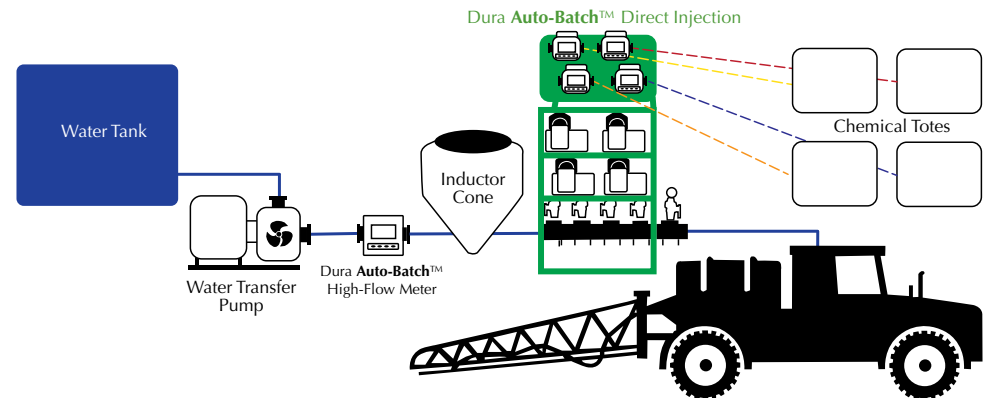 Dura Auto-Batch™ Direct Injection
Water Tank
Chemical Totes
Inductor
Cone
Dura Auto-Batch™
High-Flow Meter
Water Transfer
Pump